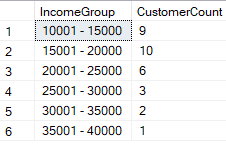 IncomeGroup CustomerCount
1 10001 - 15000 9
2 15001 - 20000 10
3 20001 - 25000 6
4 25001 - 30000 3
5 30001 - 35000 2
6 35001 - 40000 1